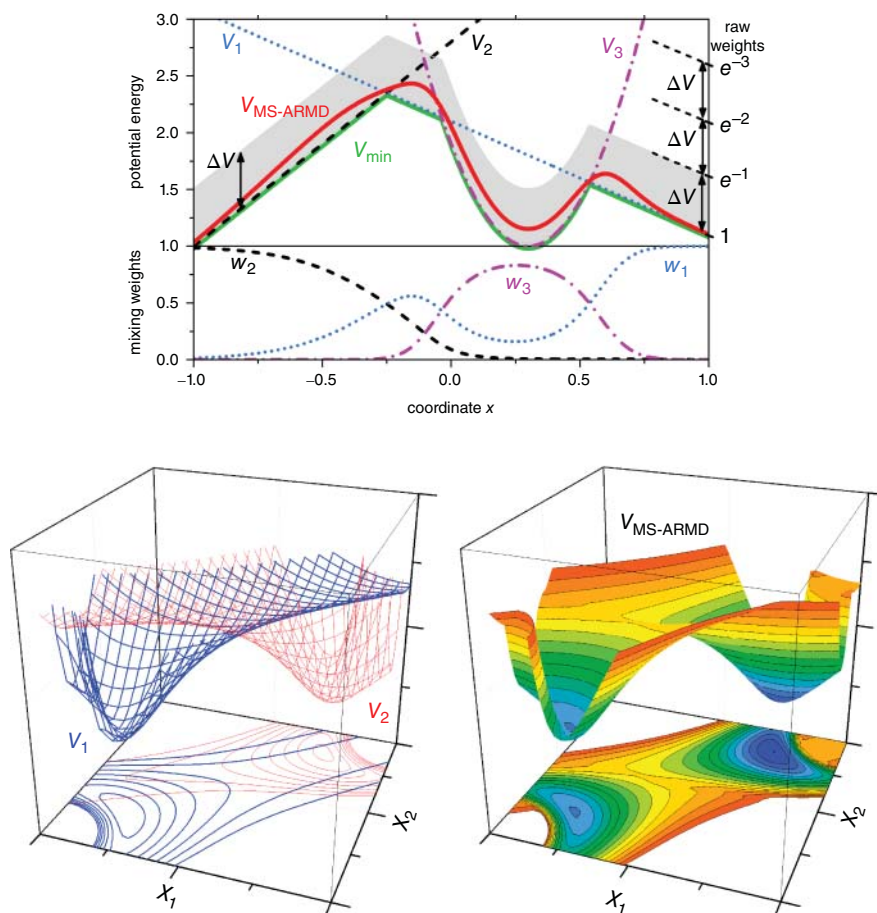 3.0
2.5
2.0
1.5
1.0
0.5
0.0
potential energy
mixing weights
V1
V2
V3
VMS-ARMD
Vmin
ΔV
raw
weights
e−3
ΔV
e−2
ΔV
e−1
ΔV
1
w2
w3
w1
−1.0
−0.5
0.0
0.5
1.0
coordinate x
V1
V2
X1
X2
VMS-ARMD
X1
X2